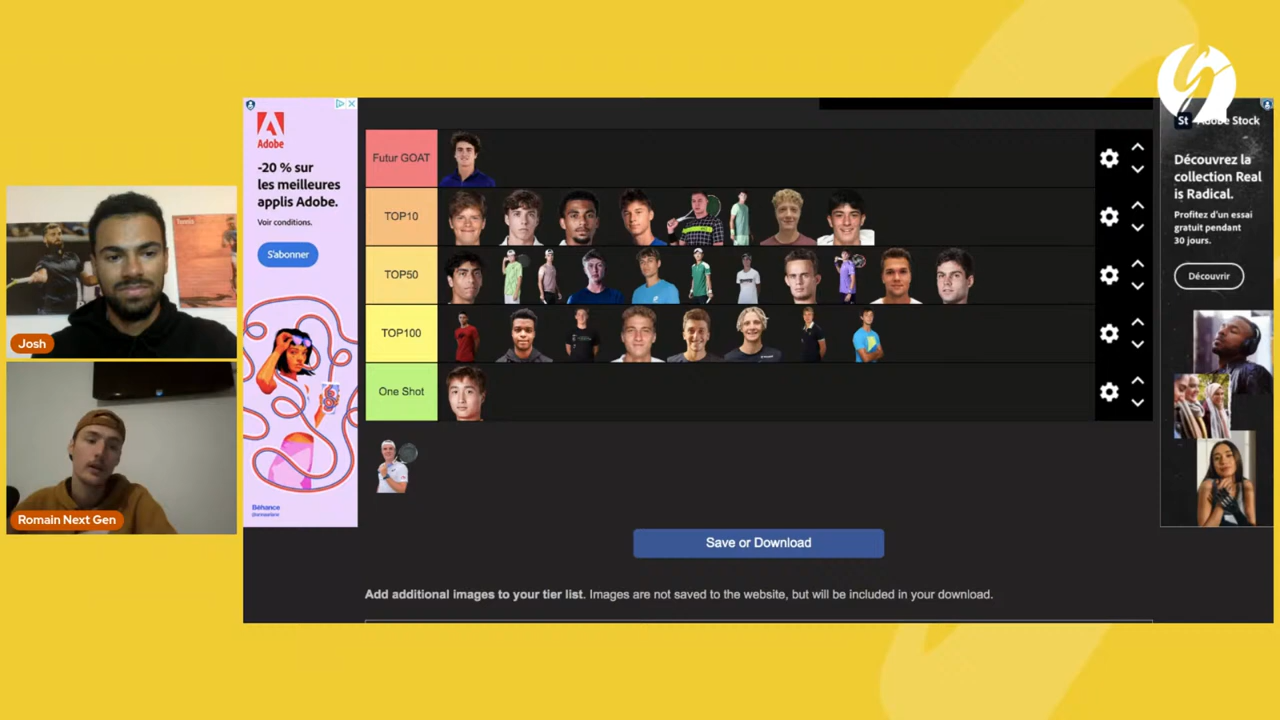 Adobe
-20 % sur
les meilleures
applis Adobe.
Voir conditions.
S'abonner
Béhance
Josh
Romain Next Gen
Futur GOAT
TOP10
TOP50
TOP100
One Shot
Save or Download
Add additional images to your tier list. Images are not saved to the website, but will be included in your download.
St Adobe Stock
Découvrez la
collection Real
is Radical.
Profitez d'un essai
gratuit pendant
30 jours.
Découvrir